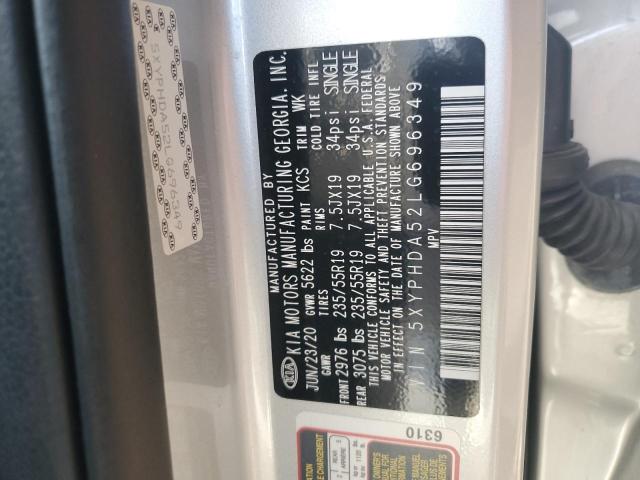 5XYPHDA52LG696349
MANUFACTURED BY
KIA
KIA MOTORS MANUFACTURING GEORGIA, INC.
JUN/23/20 PAINT KCS TRIM WK
GVWR 5622 lbs
GAWR TIRES RIMS COLD TIRE INFL
FRONT 2976 lbs 235/55R19 7.5JX19 34psi SINGLE
REAR 3075 lbs 235/55R19 7.5JX19 34psi SINGLE
THIS VEHICLE CONFORMS TO ALL APPLICABLE U.S.A. FEDERAL
MOTOR VEHICLE SAFETY AND THEFT PREVENTION STANDARDS
IN EFFECT ON THE DATE OF MANUFACTURE SHOWN ABOVE
VIN 5XYPHDA52LG696349
MPV
6310